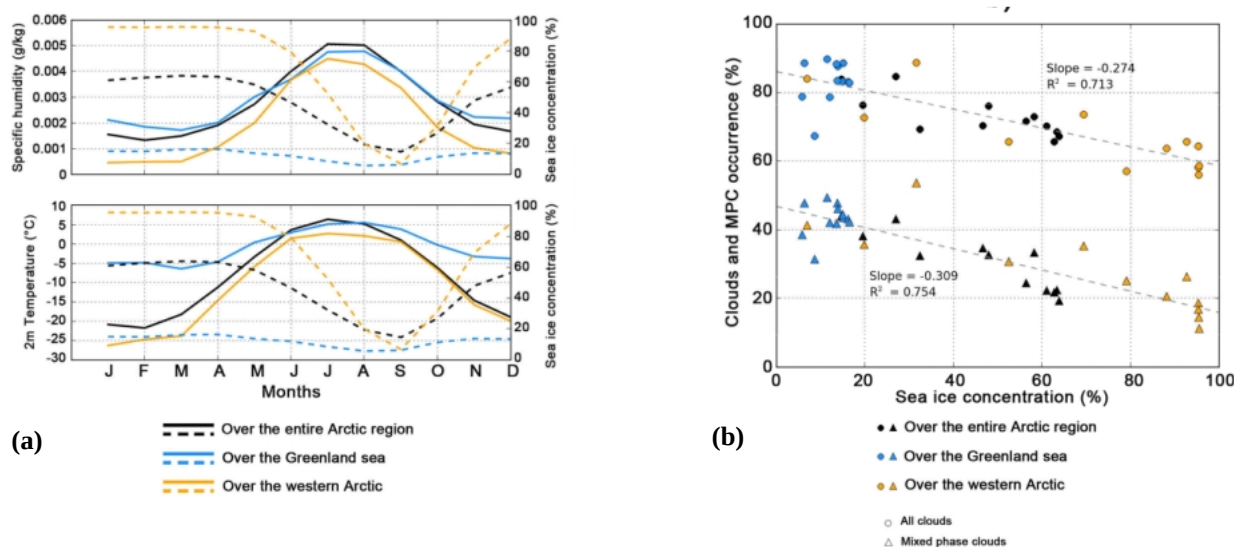 0.006
0.005
0.004
0.003
0.002
0.001
0
Specific humidity (g/kg)
100
80
60
40
20
0
Sea ice concentration (%)
10
5
0
-5
-10
-15
-20
-25
-30
2m Temperature (°C)
100
80
60
40
20
0
Sea ice concentration (%)
J F M A M J J A S O N D
Months
(a)
Over the entire Arctic region
Over the Greenland sea
Over the western Arctic
100
80
60
40
20
0
Clouds and MPC occurrence (%)
Slope = -0.274
R² = 0.713
Slope = -0.309
R² = 0.754
0 20 40 60 80 100
Sea ice concentration (%)
(b)
Over the entire Arctic region
Over the Greenland sea
Over the western Arctic
All clouds
Mixed phase clouds